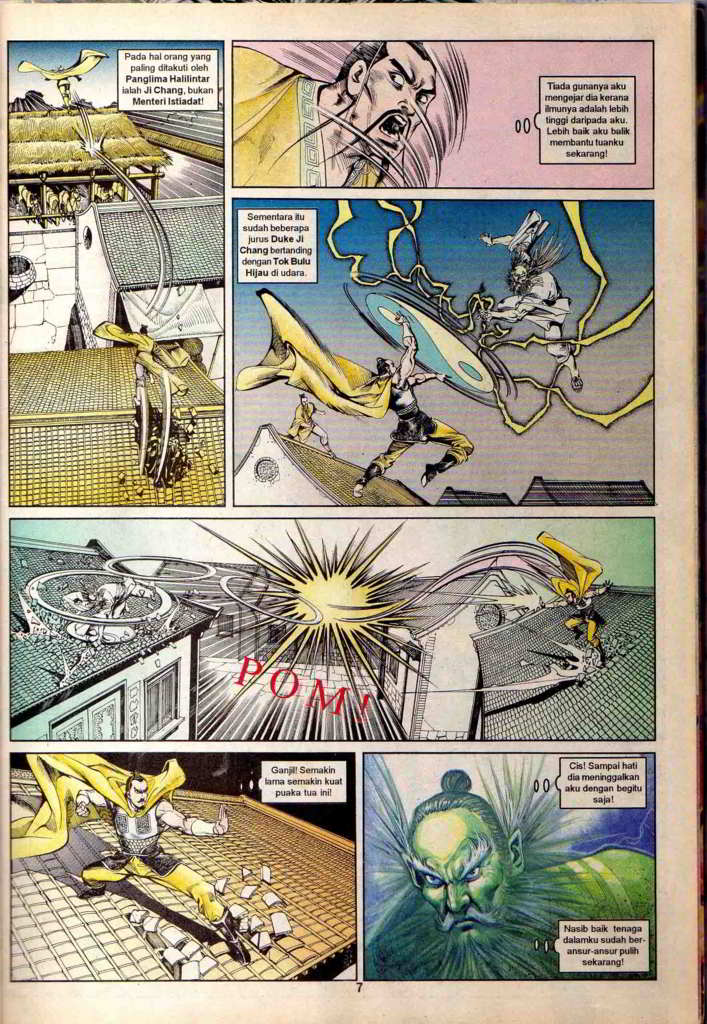 Pada hal orang yang
paling ditakuti oleh
Panglima Halilintar
ialah Ji Chang, bukan
Menteri Istiadat!
Tiada gunanya aku
mengejar dia kerana
ilmunya adalah lebih
tinggi daripada aku.
Lebih baik aku balik
membantu tuanku
sekarang!
Sementara itu
sudah beberapa
jurus Duke Ji
Chang bertanding
dengan Tok Bulu
Hijau di udara.
POM!
Ganjil! Semakin
lama semakin kuat
puaka tua ini!
Cis! Sampai hati
dia meninggalkan
aku dengan begitu
saja!
Nasib baik tenaga
dalamku sudah ber-
ansur-ansur pulih
sekarang!
7